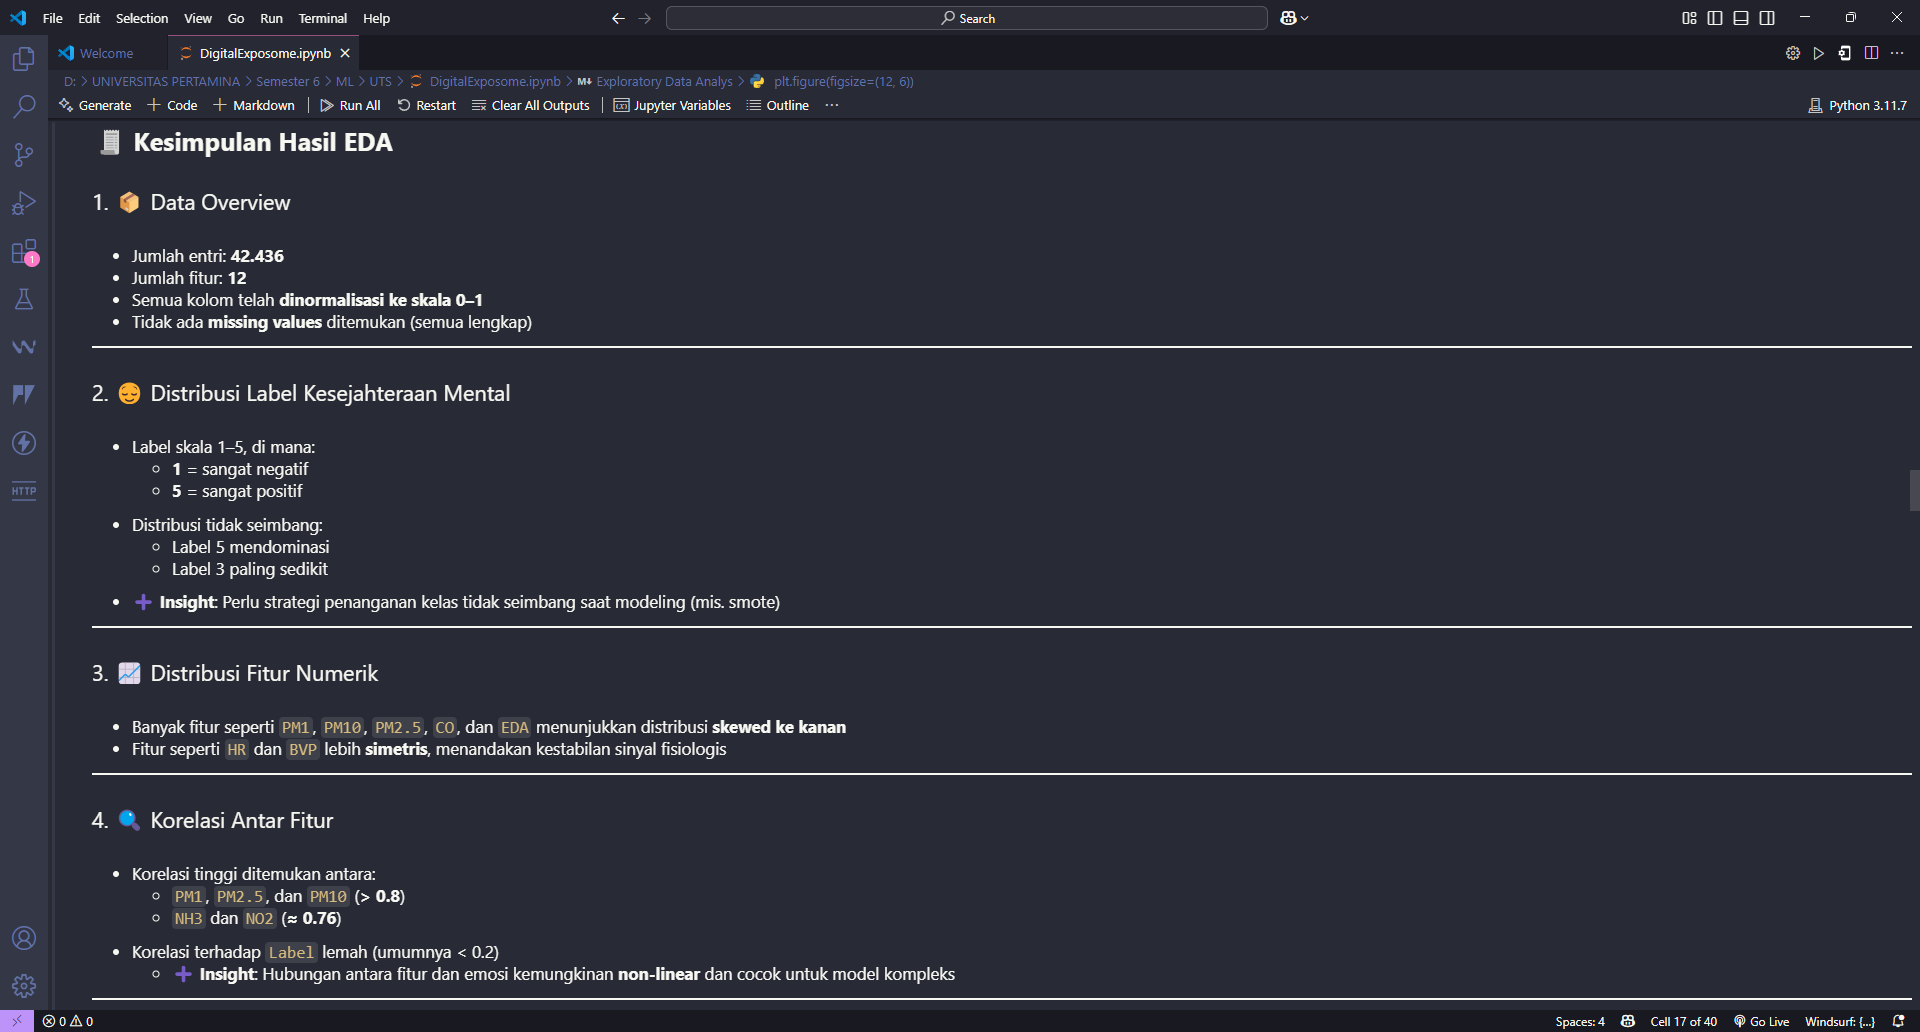 File Edit Selection View Go Run Terminal Help
Search
Welcome
DigitalExposome.ipynb
D: > UNIVERSITAS PERTAMINA > Semester 6 > ML > UTS > DigitalExposome.ipynb > M↓ Exploratory Data Analys > plt.figure(figsize=(12, 6))
Generate + Code + Markdown Run All Restart Clear All Outputs Jupyter Variables Outline ...
Python 3.11.7
Kesimpulan Hasil EDA
1. Data Overview
Jumlah entri: 42.436
Jumlah fitur: 12
Semua kolom telah dinormalisasi ke skala 0–1
Tidak ada missing values ditemukan (semua lengkap)
2. Distribusi Label Kesejahteraan Mental
Label skala 1–5, di mana:
1 = sangat negatif
5 = sangat positif
Distribusi tidak seimbang:
Label 5 mendominasi
Label 3 paling sedikit
Insight: Perlu strategi penanganan kelas tidak seimbang saat modeling (mis. smote)
3. Distribusi Fitur Numerik
Banyak fitur seperti PM1, PM10, PM2.5, CO, dan EDA menunjukkan distribusi skewed ke kanan
Fitur seperti HR dan BVP lebih simetris, menandakan kestabilan sinyal fisiologis
4. Korelasi Antar Fitur
Korelasi tinggi ditemukan antara:
PM1, PM2.5, dan PM10 (> 0.8)
NH3 dan NO2 (≈ 0.76)
Korelasi terhadap Label lemah (umumnya < 0.2)
Insight: Hubungan antara fitur dan emosi kemungkinan non-linear dan cocok untuk model kompleks
1
HTTP
0 0
Spaces: 4
Cell 17 of 40
Go Live
Windsurf: {...}